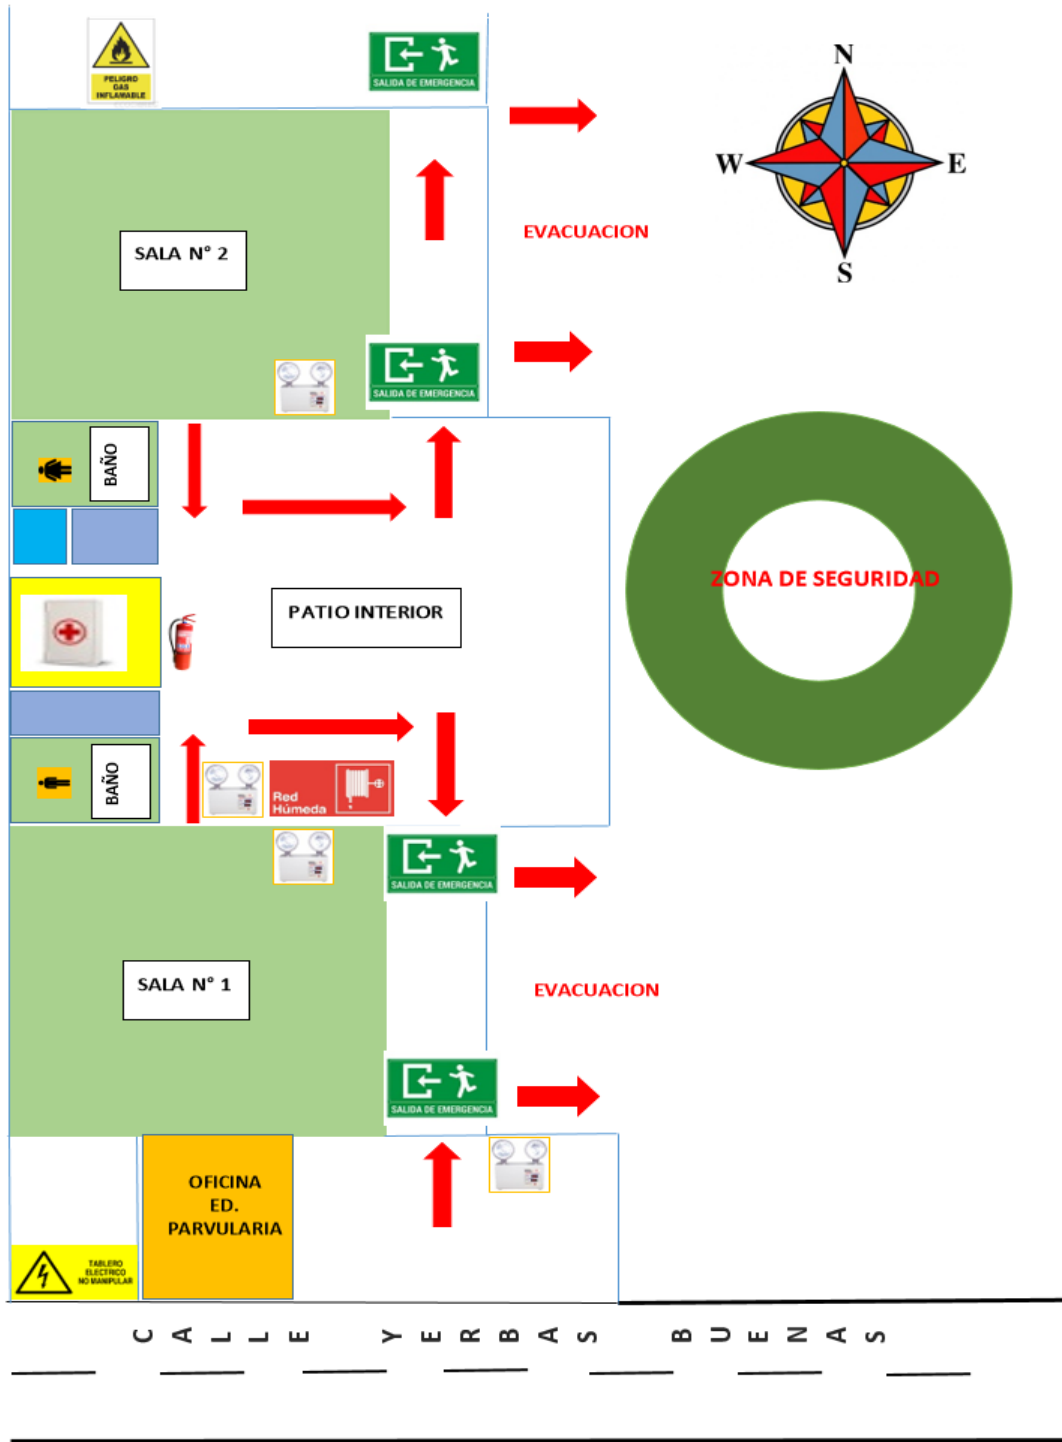 PELIGRO
GAS
INFLAMABLE
SALIDA DE EMERGENCIA
N
W
E
S
EVACUACION
SALA N° 2
SALIDA DE EMERGENCIA
BAÑO
ZONA DE SEGURIDAD
PATIO INTERIOR
BAÑO
Red
Húmeda
SALIDA DE EMERGENCIA
SALA N° 1
EVACUACION
SALIDA DE EMERGENCIA
OFICINA
ED.
PARVULARIA
TABLERO
ELECTRICO
NO MANIPULAR
CALLE YERBAS BUENAS